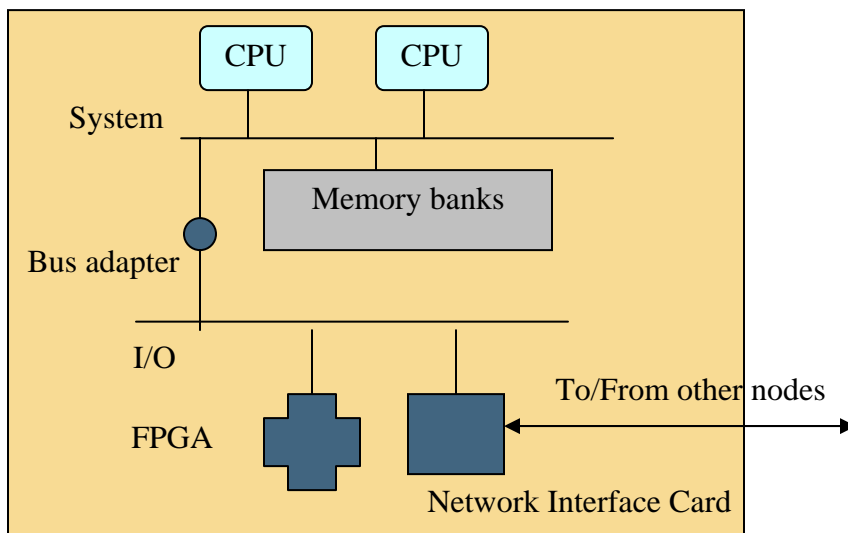 CPU
CPU
System
Memory banks
Bus adapter
I/O
To/From other nodes
FPGA
Network Interface Card